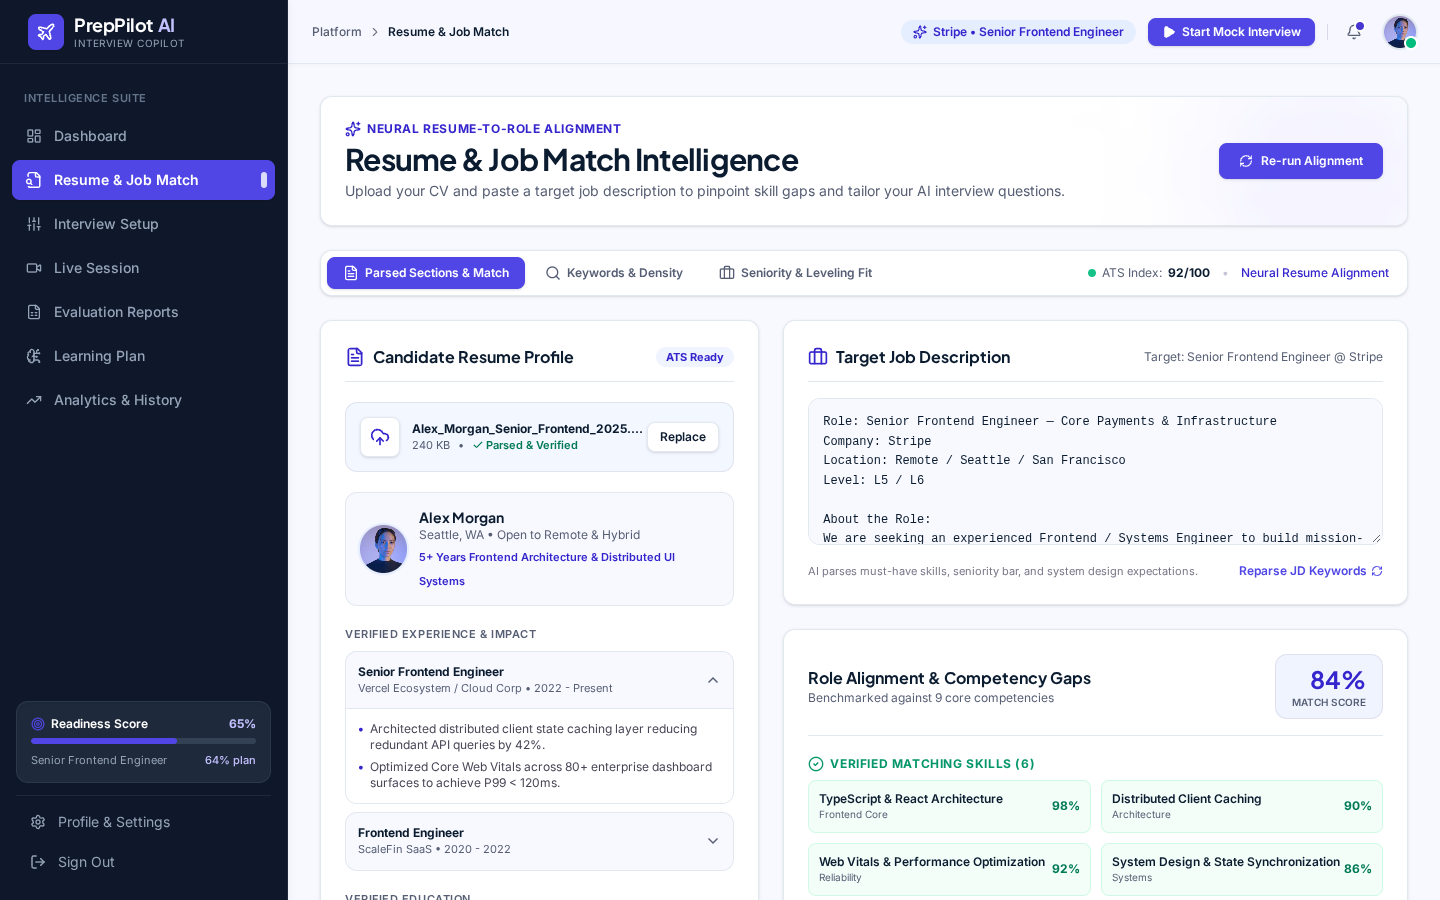 PrepPilot AI
INTERVIEW COPILOT
INTELLIGENCE SUITE
Dashboard
Resume & Job Match
Interview Setup
Live Session
Evaluation Reports
Learning Plan
Analytics & History
Readiness Score 65%
Senior Frontend Engineer 64% plan
Profile & Settings
Sign Out
Platform > Resume & Job Match
Stripe • Senior Frontend Engineer
Start Mock Interview
NEURAL RESUME-TO-ROLE ALIGNMENT
Resume & Job Match Intelligence
Upload your CV and paste a target job description to pinpoint skill gaps and tailor your AI interview questions.
Re-run Alignment
Parsed Sections & Match
Keywords & Density
Seniority & Leveling Fit
ATS Index: 92/100 • Neural Resume Alignment
Candidate Resume Profile
ATS Ready
Alex_Morgan_Senior_Frontend_2025....
240 KB • ✓ Parsed & Verified
Replace
Alex Morgan
Seattle, WA • Open to Remote & Hybrid
5+ Years Frontend Architecture & Distributed UI
Systems
VERIFIED EXPERIENCE & IMPACT
Senior Frontend Engineer
Vercel Ecosystem / Cloud Corp • 2022 - Present
• Architected distributed client state caching layer reducing
redundant API queries by 42%.
• Optimized Core Web Vitals across 80+ enterprise dashboard
surfaces to achieve P99 < 120ms.
Frontend Engineer
ScaleFin SaaS • 2020 - 2022
VERIFIED EDUCATION
Target Job Description
Target: Senior Frontend Engineer @ Stripe
Role: Senior Frontend Engineer — Core Payments & Infrastructure
Company: Stripe
Location: Remote / Seattle / San Francisco
Level: L5 / L6
About the Role:
We are seeking an experienced Frontend / Systems Engineer to build mission-
AI parses must-have skills, seniority bar, and system design expectations.
Reparse JD Keywords
Role Alignment & Competency Gaps
Benchmarked against 9 core competencies
84%
MATCH SCORE
VERIFIED MATCHING SKILLS (6)
TypeScript & React Architecture
Frontend Core
98%
Distributed Client Caching
Architecture
90%
Web Vitals & Performance Optimization
Reliability
92%
System Design & State Synchronization
Systems
86%